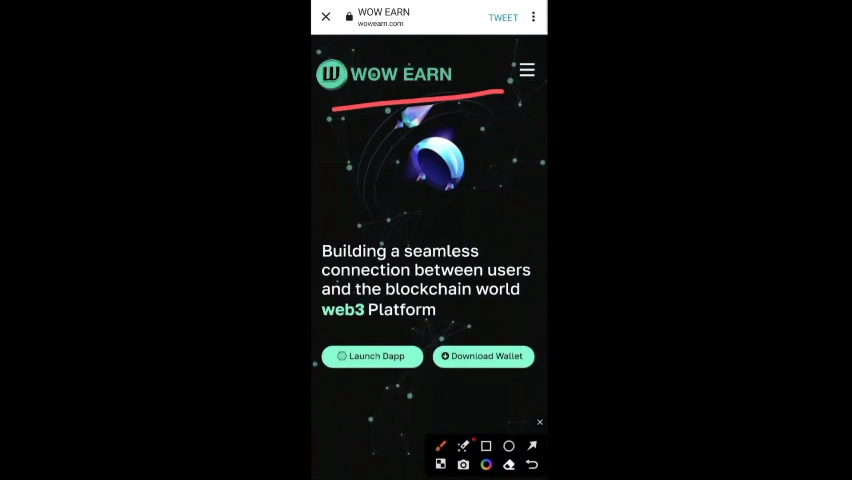 WOW EARN
wowearn.com
TWEET
WOW EARN
Building a seamless
connection between users
and the blockchain world
web3 Platform
Launch Dapp
Download Wallet